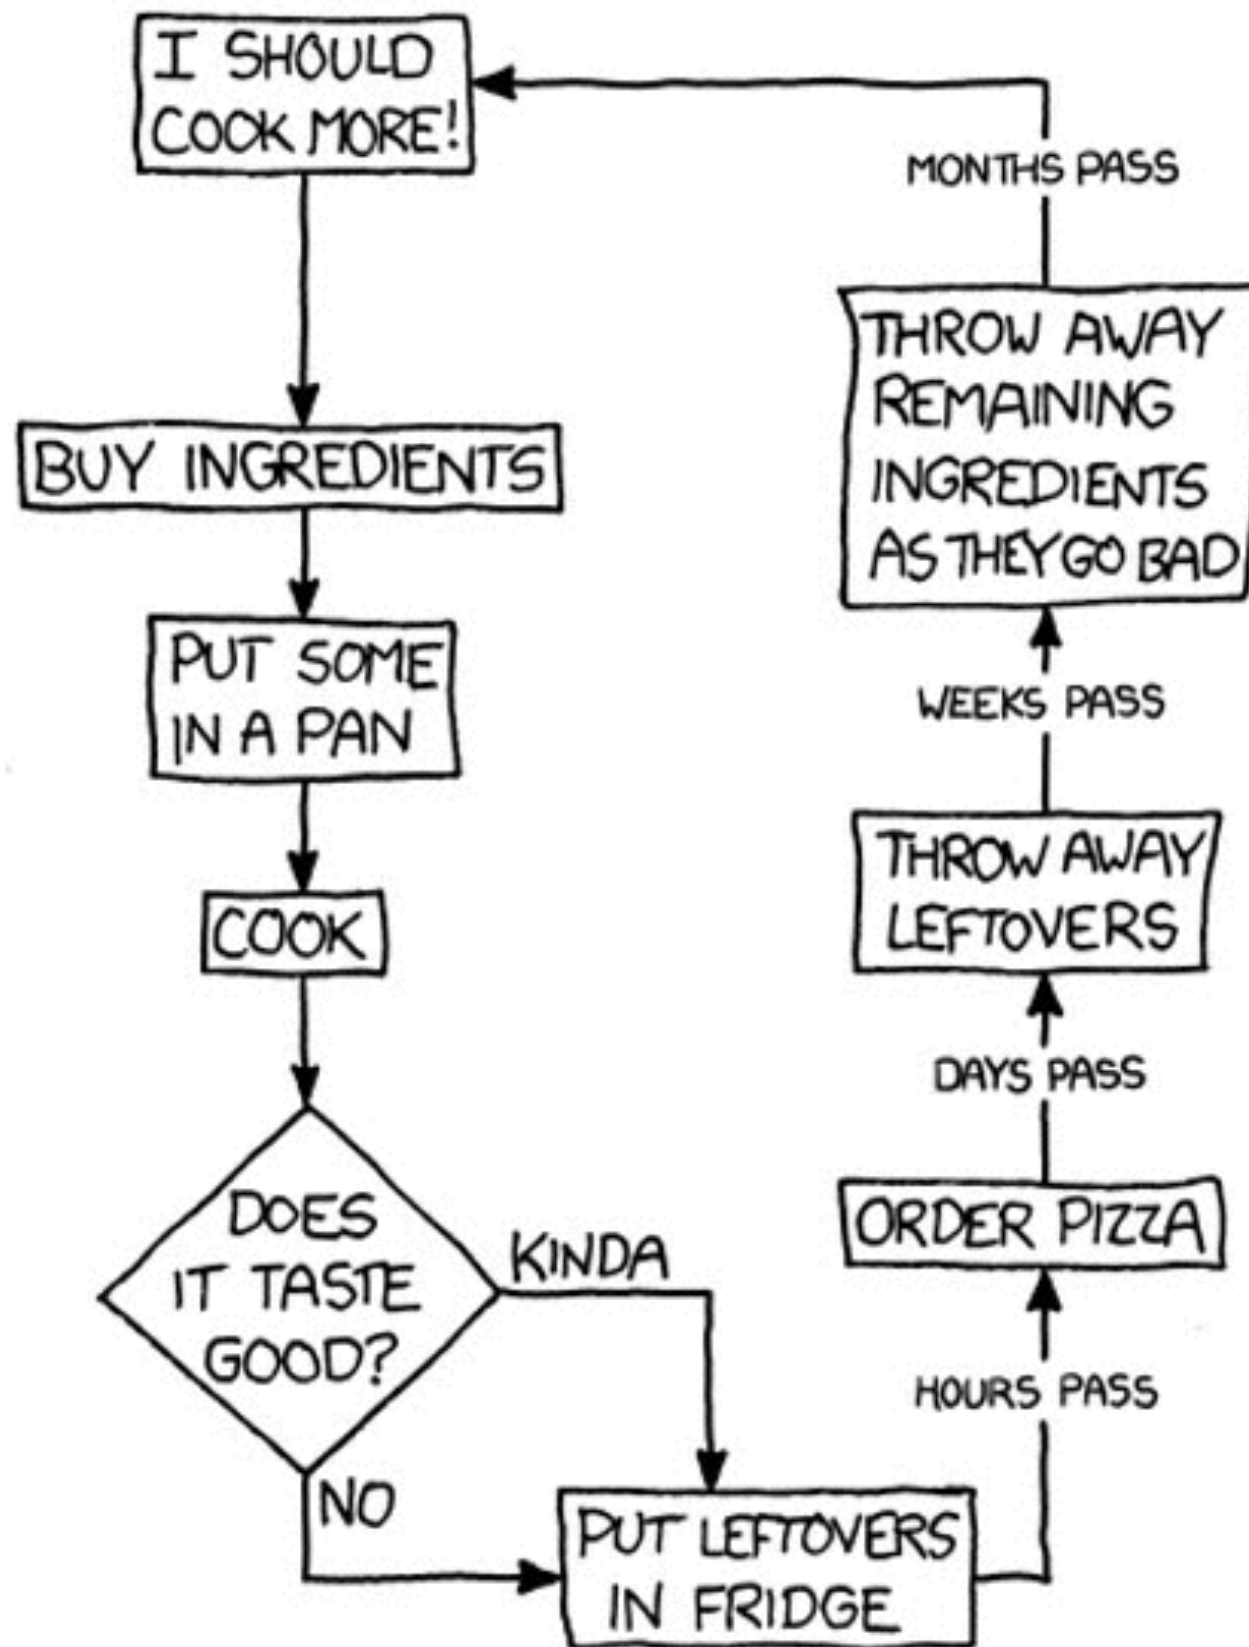 I SHOULD
COOK MORE!
BUY INGREDIENTS
PUT SOME
IN A PAN
COOK
DOES
IT TASTE
GOOD?
KINDA
NO
PUT LEFTOVERS
IN FRIDGE
HOURS PASS
ORDER PIZZA
DAYS PASS
THROW AWAY
LEFTOVERS
WEEKS PASS
THROW AWAY
REMAINING
INGREDIENTS
AS THEY GO BAD
MONTHS PASS